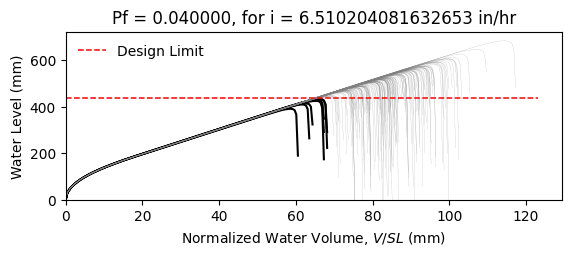 Pf = 0.040000, for i = 6.510204081632653 in/hr
Water Level (mm)
600
400
200
0
Design Limit
0 20 40 60 80 100 120
Normalized Water Volume, V/SL (mm)